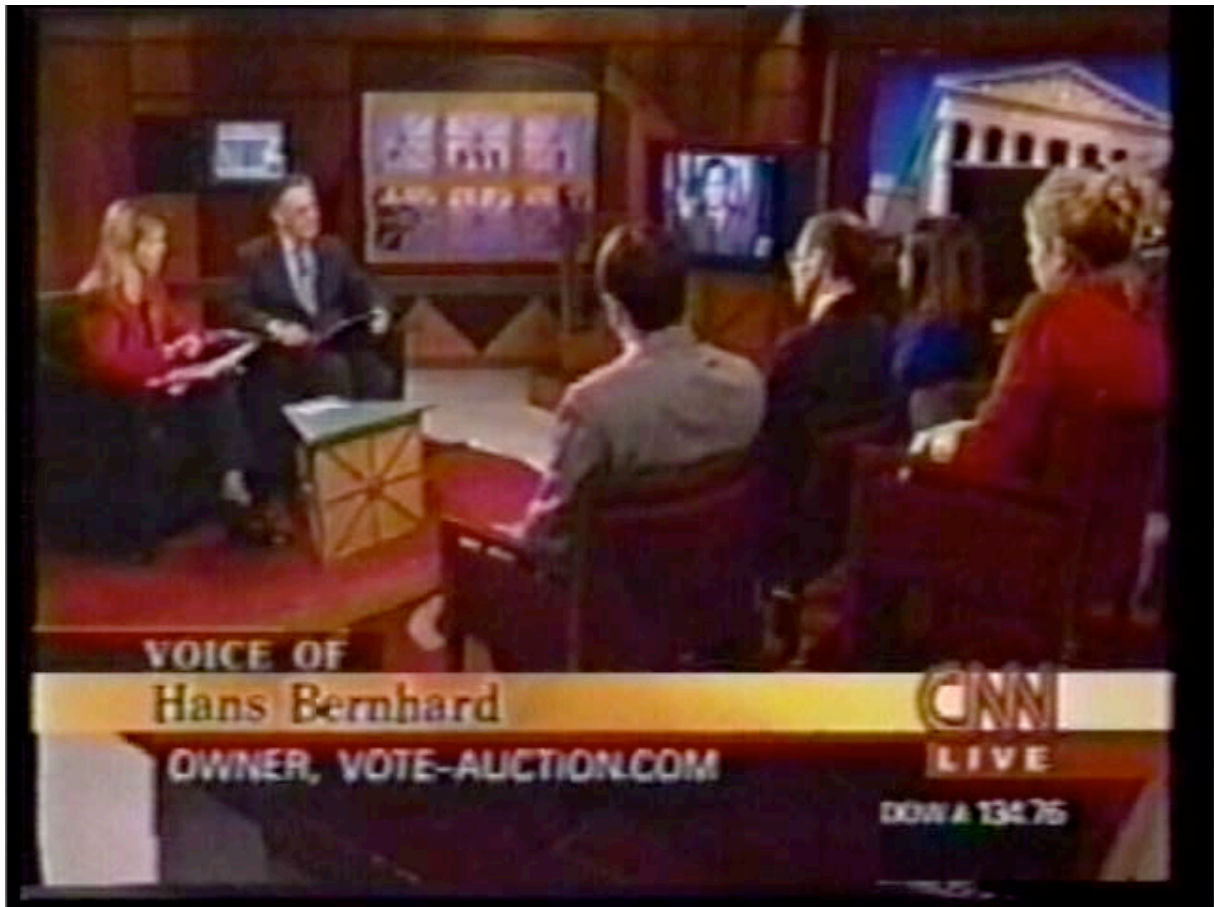 VOICE OF
Hans Bernhard
OWNER, VOTE-AUCTION.COM
CNN
LIVE
DOW ▲ 134.76